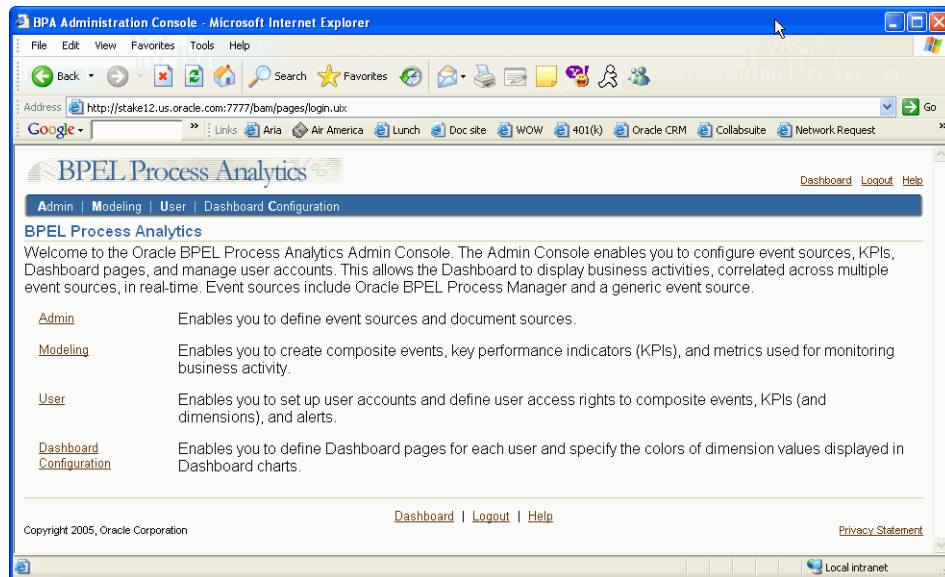 BPA Administration Console - Microsoft Internet Explorer
File Edit View Favorites Tools Help
Back Search Favorites
Address http://stake12.us.oracle.com:7777/bam/pages/login.uix Go
Google Links Aria Air America Lunch Doc site WOW 401(k) Oracle CRM Collabsuite Network Request
BPEL Process Analytics
Dashboard Logout Help
Admin | Modeling | User | Dashboard Configuration
BPEL Process Analytics
Welcome to the Oracle BPEL Process Analytics Admin Console. The Admin Console enables you to configure event sources, KPIs,
Dashboard pages, and manage user accounts. This allows the Dashboard to display business activities, correlated across multiple
event sources, in real-time. Event sources include Oracle BPEL Process Manager and a generic event source.
Admin Enables you to define event sources and document sources.
Modeling Enables you to create composite events, key performance indicators (KPIs), and metrics used for monitoring
business activity.
User Enables you to set up user accounts and define user access rights to composite events, KPIs (and
dimensions), and alerts.
Dashboard Enables you to define Dashboard pages for each user and specify the colors of dimension values displayed in
Configuration Dashboard charts.
Dashboard | Logout | Help
Copyright 2005, Oracle Corporation Privacy Statement
Local intranet